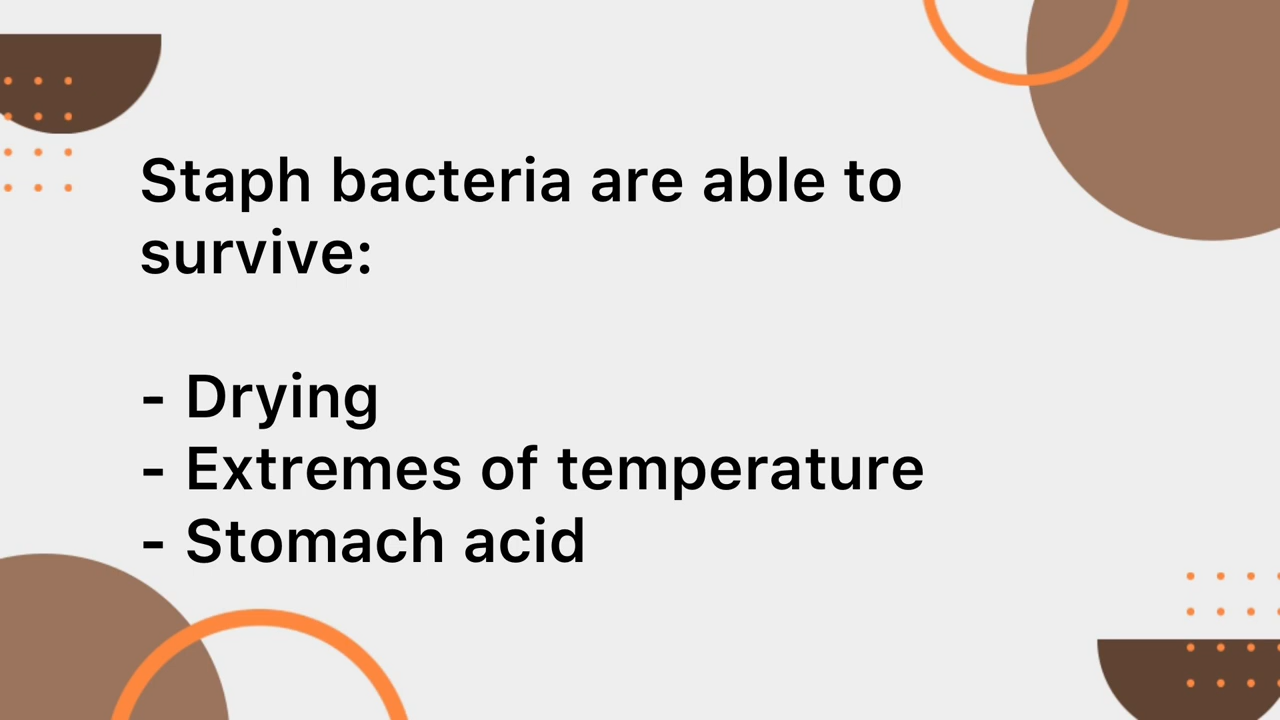 Staph bacteria are able to
survive:
- Drying
- Extremes of temperature
- Stomach acid